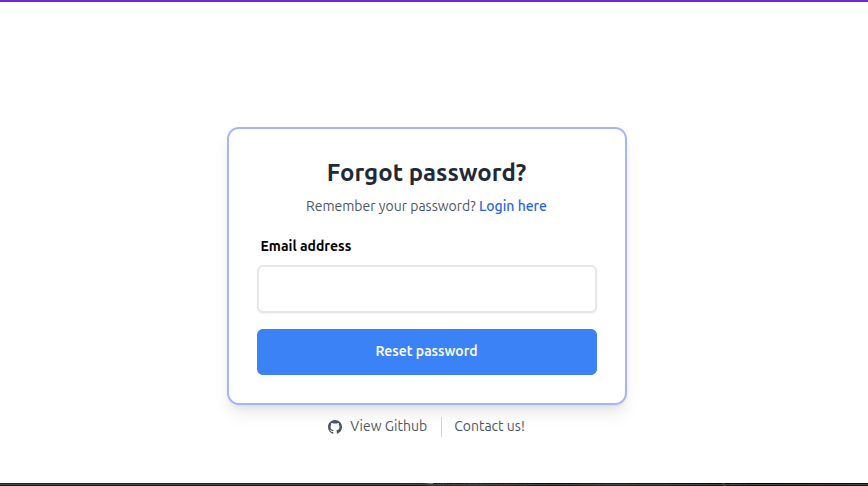 Forgot password?
Remember your password? Login here
Email address
Reset password
View Github
Contact us!